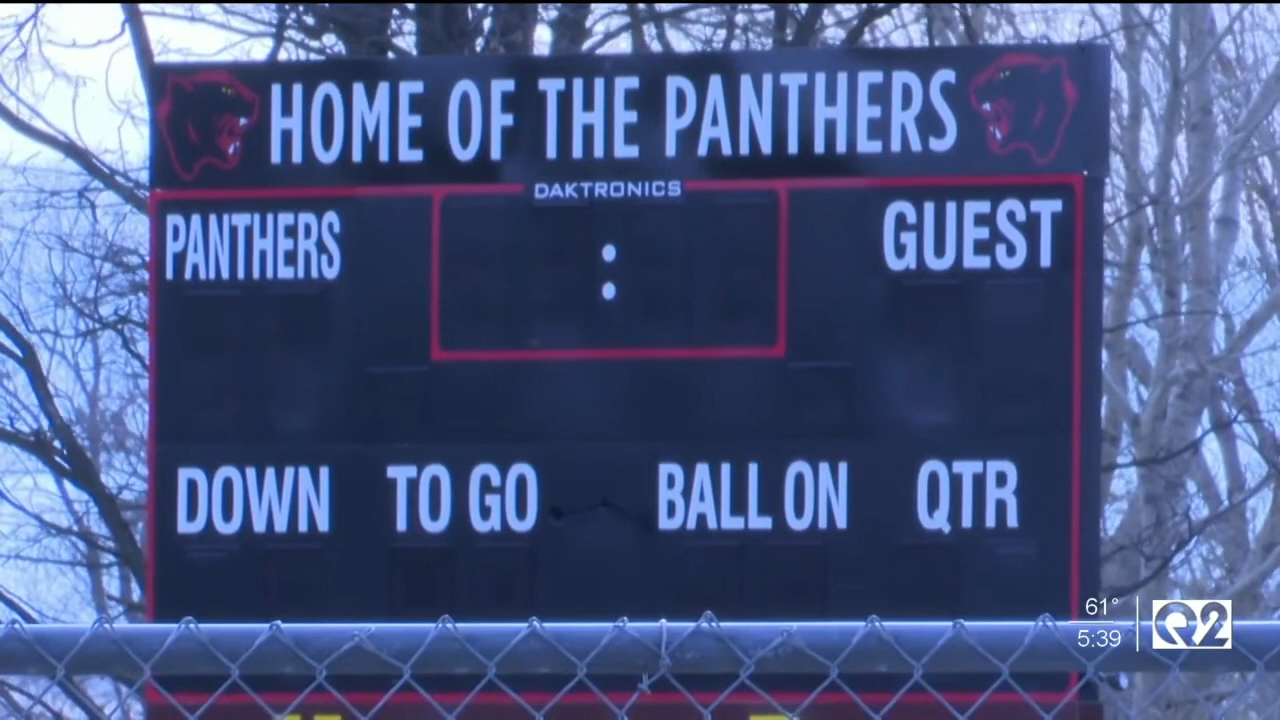 HOME OF THE PANTHERS
DAKTRONICS
PANTHERS
GUEST
:
DOWN TO GO BALL ON QTR
61°
5:39
Q2